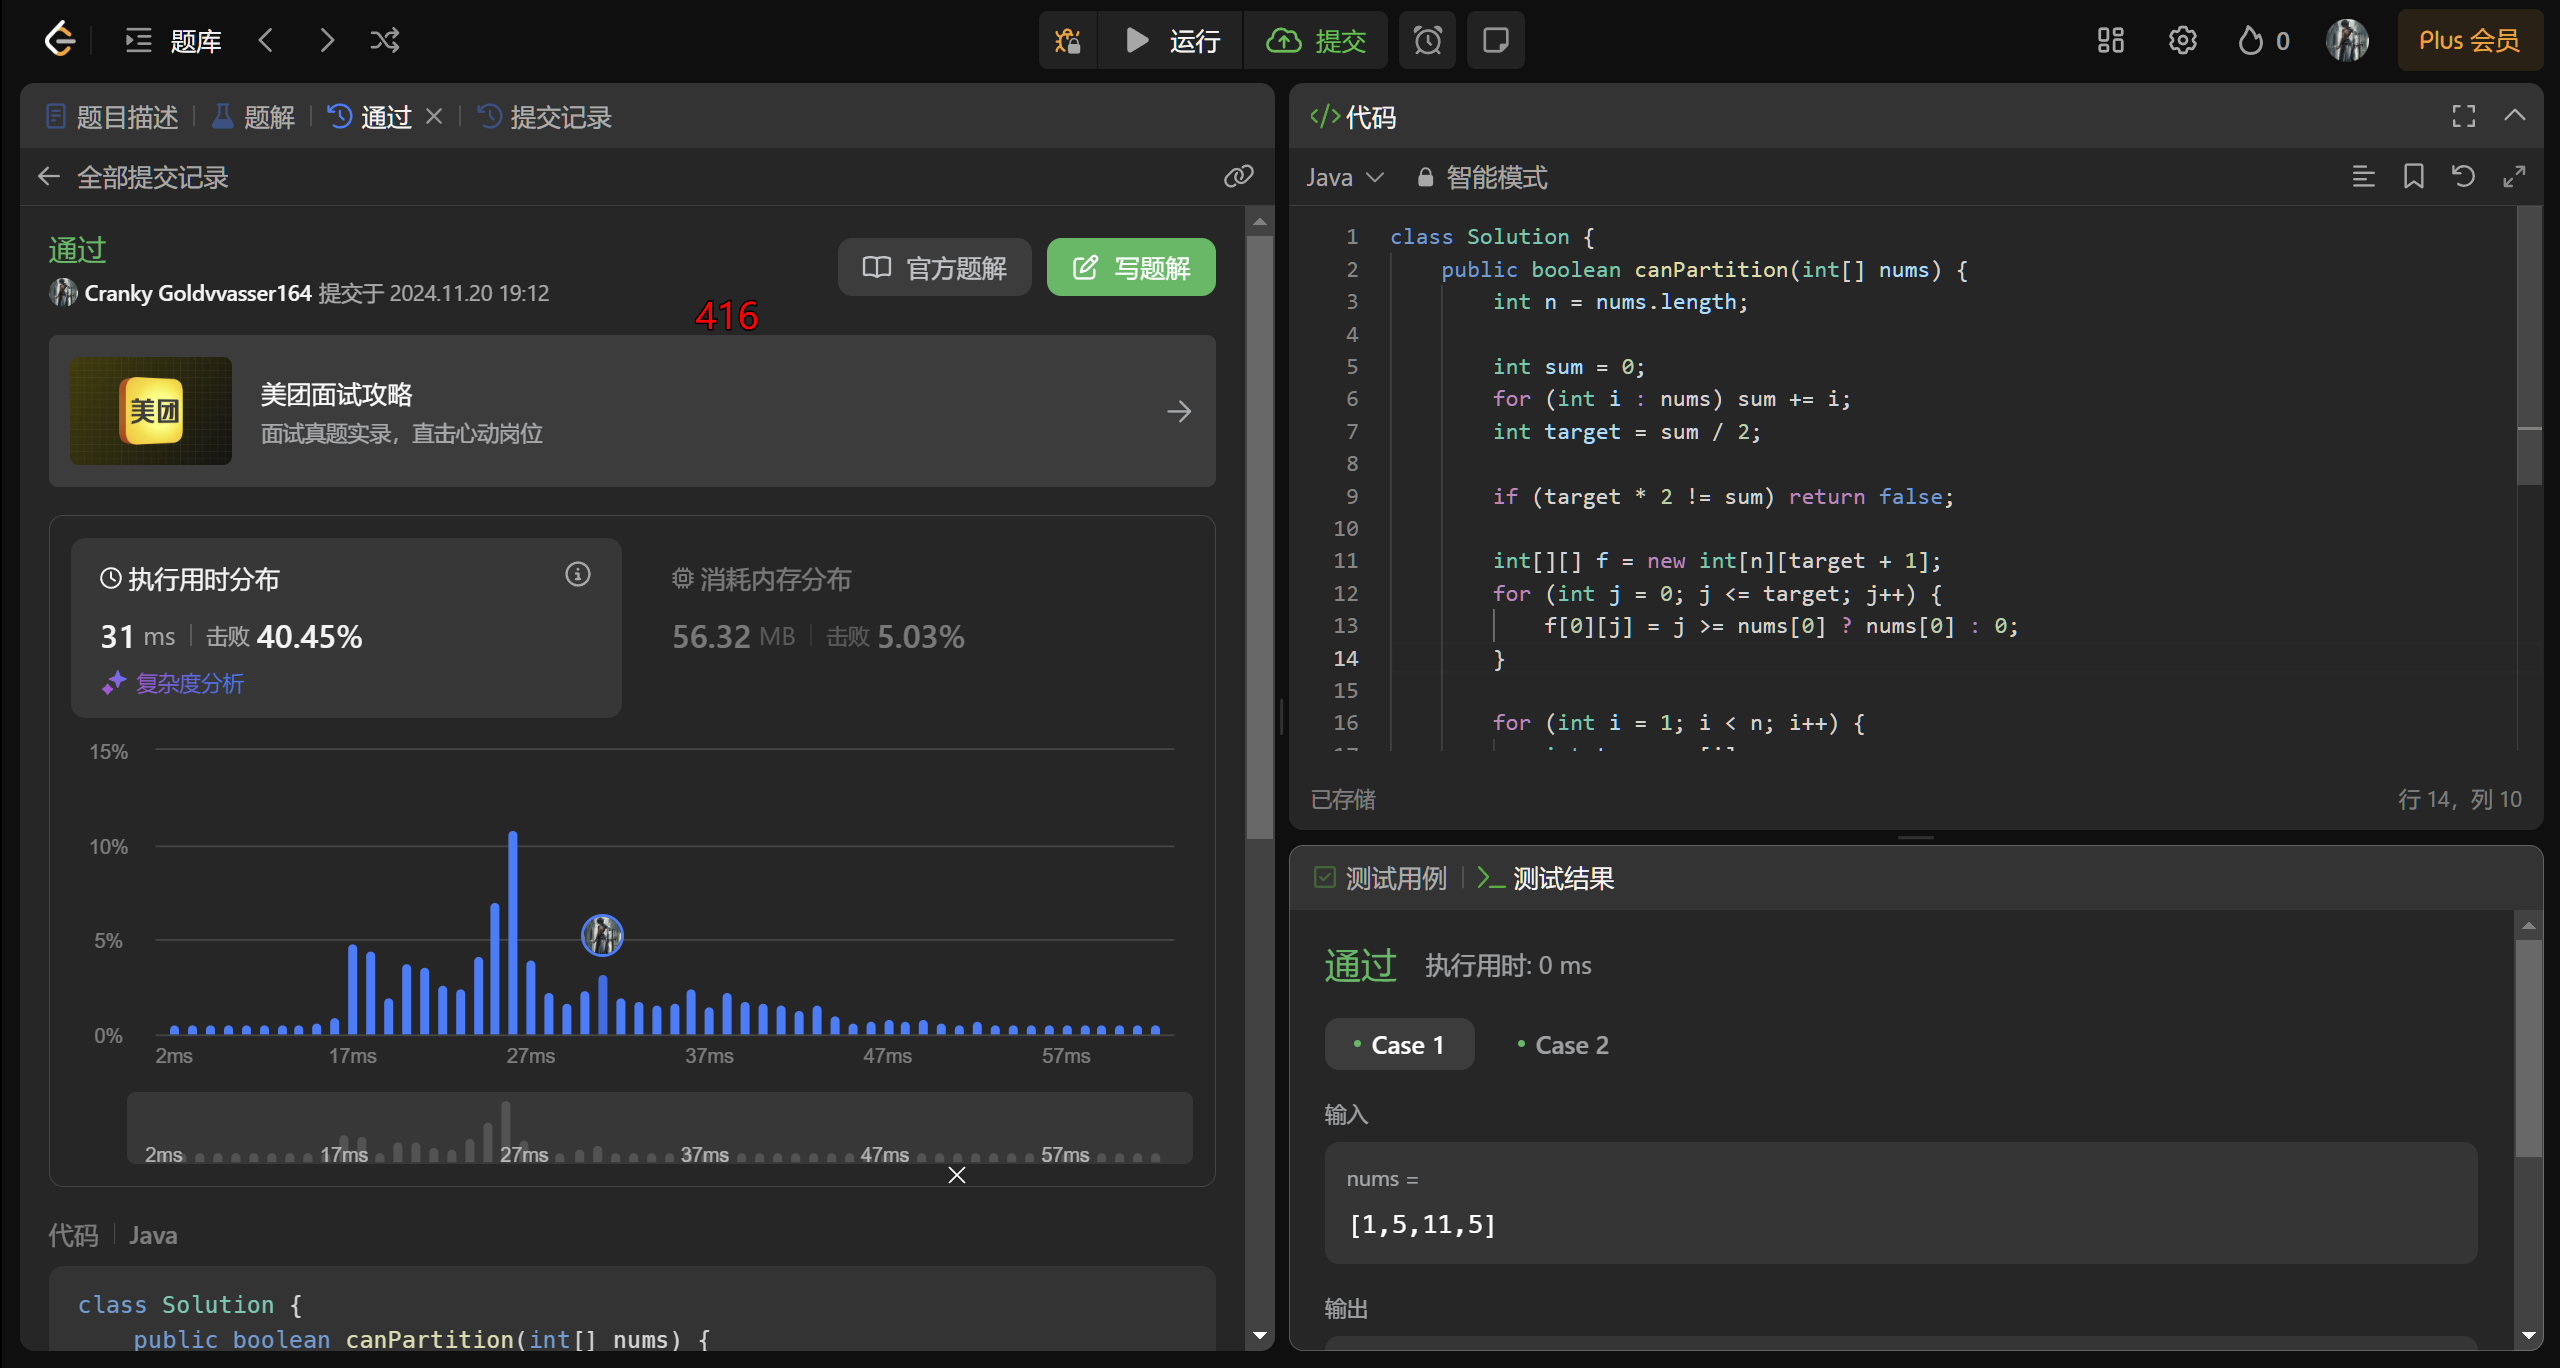 题库
运行
提交
0
Plus 会员
题目描述
题解
通过
提交记录
全部提交记录
通过
Cranky Goldvvasser164 提交于 2024.11.20 19:12
官方题解
写题解
416
美团
美团面试攻略
面试真题实录，直击心动岗位
执行用时分布
31 ms 击败 40.45%
复杂度分析
消耗内存分布
56.32 MB 击败 5.03%
15%
10%
5%
0%
2ms 17ms 27ms 37ms 47ms 57ms
2ms 17ms 27ms 37ms 47ms 57ms
代码 Java
class Solution {
    public boolean canPartition(int[] nums) {
</>代码
Java 智能模式
1 class Solution {
2     public boolean canPartition(int[] nums) {
3         int n = nums.length;
4
5         int sum = 0;
6         for (int i : nums) sum += i;
7         int target = sum / 2;
8
9         if (target * 2 != sum) return false;
10
11         int[][] f = new int[n][target + 1];
12         for (int j = 0; j <= target; j++) {
13             f[0][j] = j >= nums[0] ? nums[0] : 0;
14         }
15
16         for (int i = 1; i < n; i++) {
已存储
行 14，列 10
测试用例
测试结果
通过 执行用时: 0 ms
Case 1
Case 2
输入
nums =
[1,5,11,5]
输出